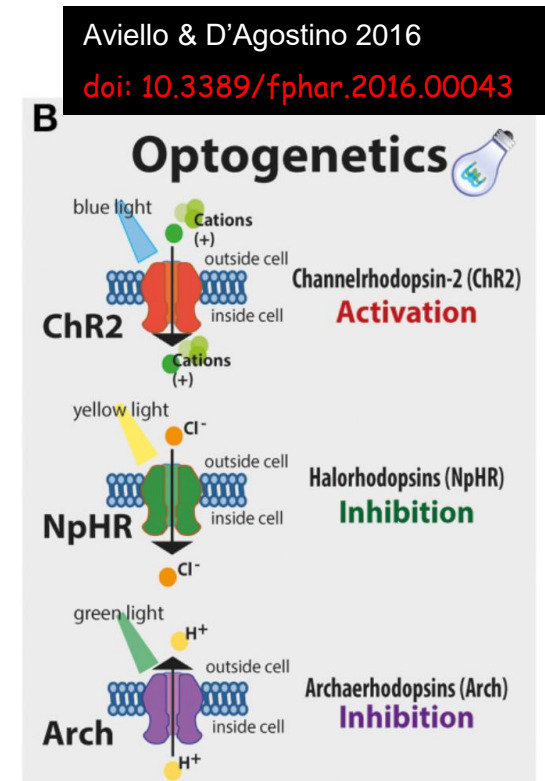 Aviello & D’Agostino 2016
doi: 10.3389/fphar.2016.00043
B
Optogenetics
blue light
Cations
(+)
outside cell
Channelrhodopsin-2 (ChR2)
Activation
inside cell
ChR2
Cations
(+)
yellow light
Cl-
outside cell
Halorhodopsins (NpHR)
Inhibition
inside cell
NpHR
Cl-
green light
H+
outside cell
Archaerhodopsins (Arch)
Inhibition
inside cell
Arch
H+